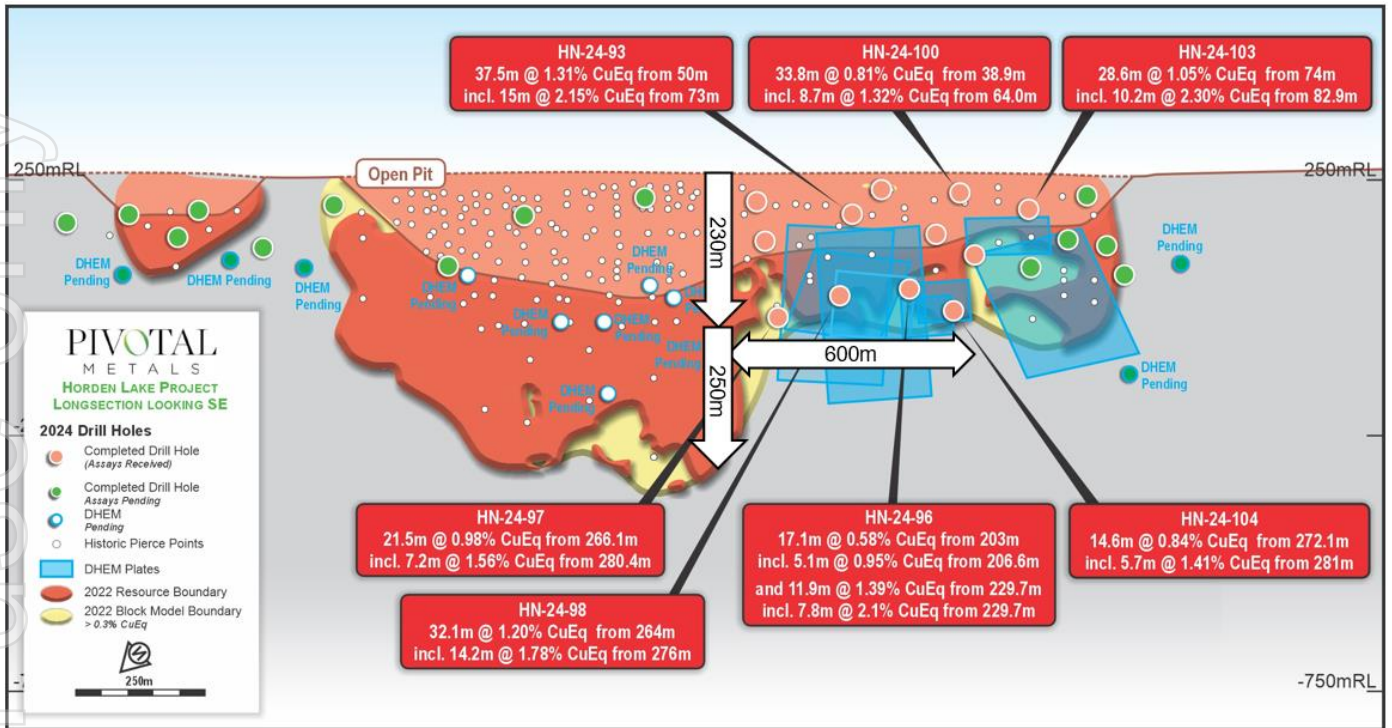 HN-24-93
37.5m @ 1.31% CuEq from 50m
incl. 15m @ 2.15% CuEq from 73m
HN-24-100
33.8m @ 0.81% CuEq from 38.9m
incl. 8.7m @ 1.32% CuEq from 64.0m
HN-24-103
28.6m @ 1.05% CuEq from 74m
incl. 10.2m @ 2.30% CuEq from 82.9m
250mRL
Open Pit
250mRL
230m
DHEM
Pending
DHEM Pending
DHEM
Pending
DHEM
Pending
DHEM
Pending
DHEM
Pending
DHEM
Pending
DHEM
Pending
DHEM
Pending
DHEM
Pending
DHEM
Pending
600m
250m
PIVOTAL
METALS
HORDEN LAKE PROJECT
LONGSECTION LOOKING SE
2024 Drill Holes
Completed Drill Hole
(Assays Received)
Completed Drill Hole
Assays Pending
DHEM
Pending
Historic Pierce Points
DHEM Plates
2022 Resource Boundary
2022 Block Model Boundary
> 0.3% CuEq
250m
HN-24-97
21.5m @ 0.98% CuEq from 266.1m
incl. 7.2m @ 1.56% CuEq from 280.4m
HN-24-98
32.1m @ 1.20% CuEq from 264m
incl. 14.2m @ 1.78% CuEq from 276m
HN-24-96
17.1m @ 0.58% CuEq from 203m
incl. 5.1m @ 0.95% CuEq from 206.6m
and 11.9m @ 1.39% CuEq from 229.7m
incl. 7.8m @ 2.1% CuEq from 229.7m
HN-24-104
14.6m @ 0.84% CuEq from 272.1m
incl. 5.7m @ 1.41% CuEq from 281m
-750mRL